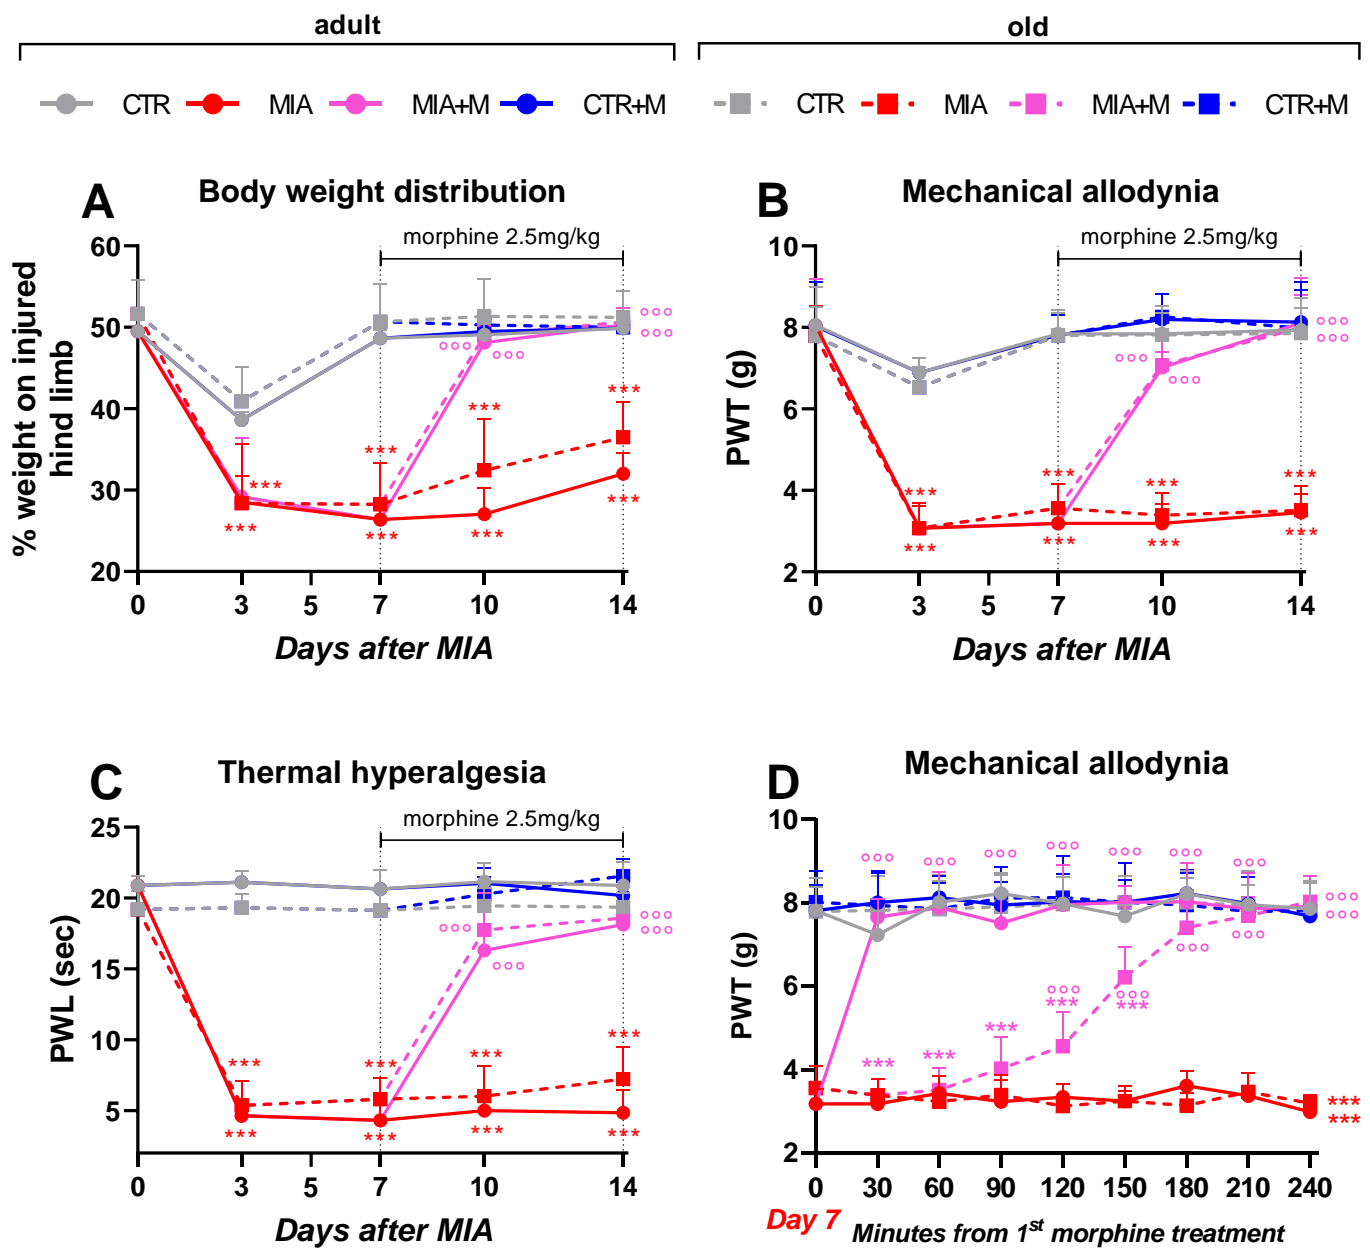 adult
old
CTR MIA MIA+M CTR+M
CTR MIA MIA+M CTR+M
A
Body weight distribution
morphine 2.5mg/kg
% weight on injured
hind limb
60
50
40
30
20
°°°
°°°
°°°
°°°
***
***
***
***
***
***
***
***
0 3 5 7 10 14
Days after MIA
B
Mechanical allodynia
morphine 2.5mg/kg
PWT (g)
10
8
6
4
2
°°°
°°°
°°°
°°°
***
***
***
***
***
***
***
***
0 3 5 7 10 14
Days after MIA
C
Thermal hyperalgesia
morphine 2.5mg/kg
PWL (sec)
25
20
15
10
5
°°°
°°°
°°°
°°°
***
***
***
***
***
***
***
***
0 3 5 7 10 14
Days after MIA
D
Mechanical allodynia
PWT (g)
10
8
6
4
2
°°° °°° °°° °°° °°° °°° °°° °°°
°°°
°°° °°°
°°° °°°
*** *** *** *** ***
***
***
0 30 60 90 120 150 180 210 240
Day 7
Minutes from 1st morphine treatment